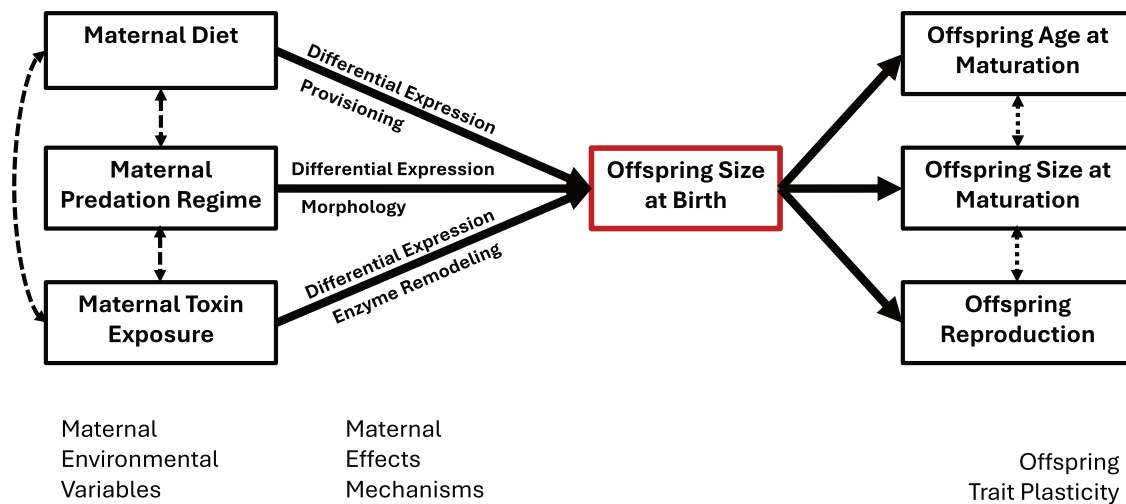 Maternal Diet
Maternal
Predation Regime
Maternal Toxin
Exposure
Differential Expression
Provisioning
Differential Expression
Morphology
Differential Expression
Enzyme Remodeling
Offspring Size
at Birth
Offspring Age at
Maturation
Offspring Size at
Maturation
Offspring
Reproduction
Maternal
Environmental
Variables
Maternal
Effects
Mechanisms
Offspring
Trait Plasticity